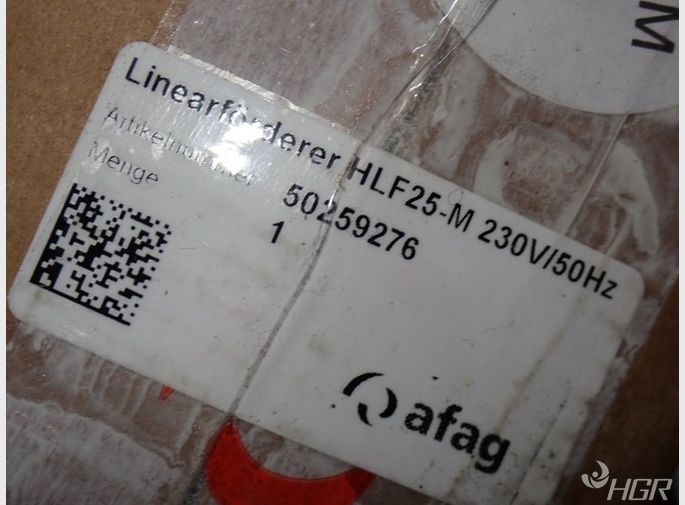 Linearförderer HLF25-M 230V/50Hz
Artikelnummer 50259276
Menge 1
afag
M
HGR